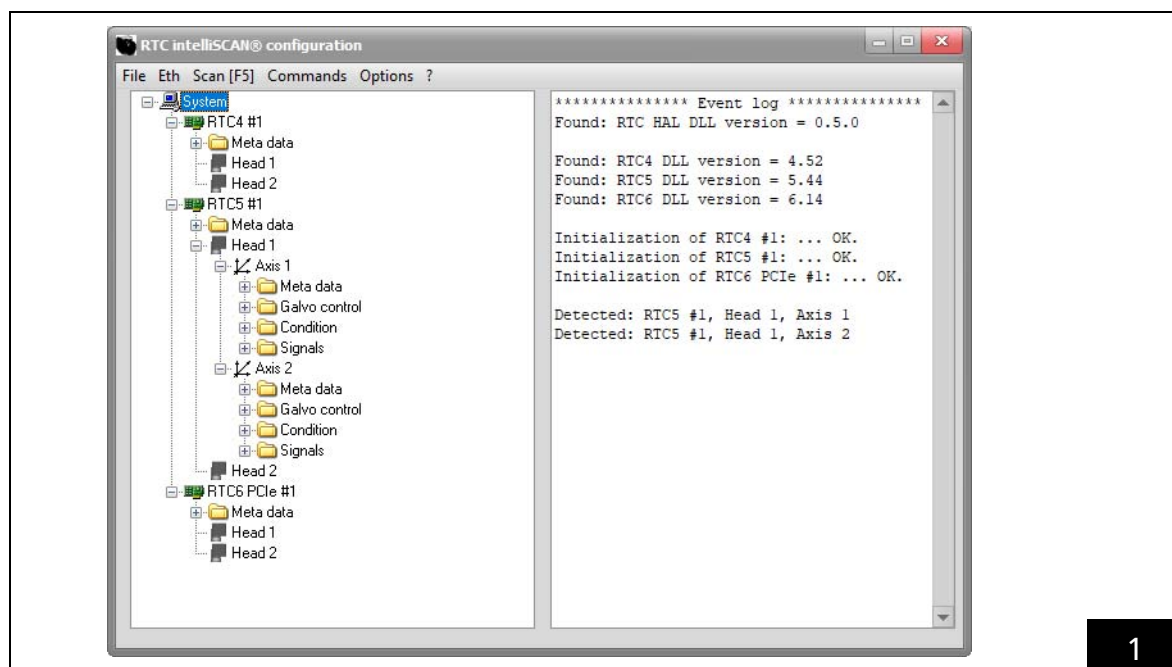 RTC intelliSCAN® configuration
File Eth Scan [F5] Commands Options ?
System
RTC4 #1
Meta data
Head 1
Head 2
RTC5 #1
Meta data
Head 1
Axis 1
Meta data
Galvo control
Condition
Signals
Axis 2
Meta data
Galvo control
Condition
Signals
Head 2
RTC6 PCIe #1
Meta data
Head 1
Head 2
*************** Event log ***************
Found: RTC HAL DLL version = 0.5.0
Found: RTC4 DLL version = 4.52
Found: RTC5 DLL version = 5.44
Found: RTC6 DLL version = 6.14
Initialization of RTC4 #1: ... OK.
Initialization of RTC5 #1: ... OK.
Initialization of RTC6 PCIe #1: ... OK.
Detected: RTC5 #1, Head 1, Axis 1
Detected: RTC5 #1, Head 1, Axis 2
1